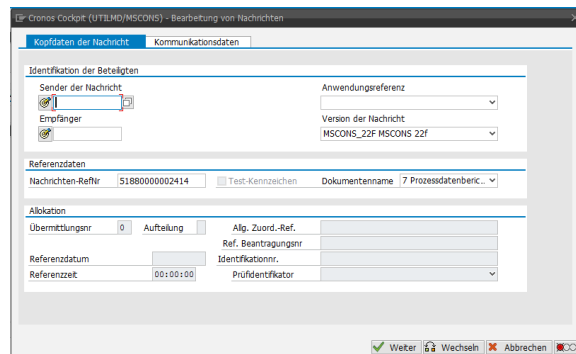 Cronos Cockpit (UTILMD/MSCONS) - Bearbeitung von Nachrichten
Kopfdaten der Nachricht Kommunikationsdaten
Identifikation der Beteiligten
Sender der Nachricht Anwendungsreferenz
Empfänger Version der Nachricht
MSCONS_22F MSCONS 22f
Referenzdaten
Nachrichten-RefNr 51880000002414 Test-Kennzeichen Dokumentenname 7 Prozessdatenberic...
Allokation
Übermittlungsnr 0 Aufteilung Allg. Zuord.-Ref.
Ref. Beantragungsnr
Referenzdatum Identifikationnr.
Referenzzeit 00:00:00 Prüfidentifikator
Weiter Wechseln Abbrechen